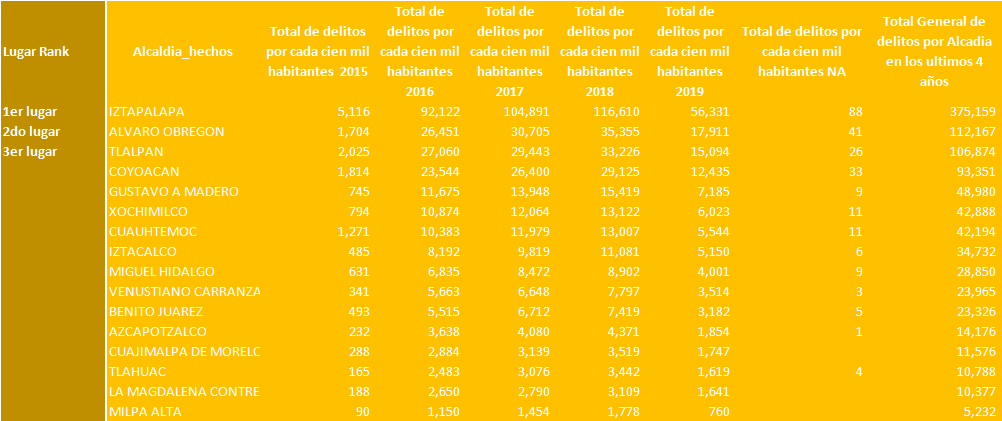 Lugar Rank Alcaldia_hechos Total de delitos por cada cien mil habitantes 2015 Total de delitos por cada cien mil habitantes 2016 Total de delitos por cada cien mil habitantes 2017 Total de delitos por cada cien mil habitantes 2018 Total de delitos por cada cien mil habitantes 2019 Total de delitos por cada cien mil habitantes NA Total General de delitos por Alcadia en los ultimos 4 años
1er lugar IZTAPALAPA 5,116 92,122 104,891 116,610 56,331 88 375,159
2do lugar ALVARO OBREGON 1,704 26,451 30,705 35,355 17,911 41 112,167
3er lugar TLALPAN 2,025 27,060 29,443 33,226 15,094 26 106,874
COYOACAN 1,814 23,544 26,400 29,125 12,435 33 93,351
GUSTAVO A MADERO 745 11,675 13,948 15,419 7,185 9 48,980
XOCHIMILCO 794 10,874 12,064 13,122 6,023 11 42,888
CUAUHTEMOC 1,271 10,383 11,979 13,007 5,544 11 42,194
IZTACALCO 485 8,192 9,819 11,081 5,150 6 34,732
MIGUEL HIDALGO 631 6,835 8,472 8,902 4,001 9 28,850
VENUSTIANO CARRANZA 341 5,663 6,648 7,797 3,514 3 23,965
BENITO JUAREZ 493 5,515 6,712 7,419 3,182 5 23,326
AZCAPOTZALCO 232 3,638 4,080 4,371 1,854 1 14,176
CUAJIMALPA DE MORELO 288 2,884 3,139 3,519 1,747 11,576
TLAHUAC 165 2,483 3,076 3,442 1,619 4 10,788
LA MAGDALENA CONTRE 188 2,650 2,790 3,109 1,641 10,377
MILPA ALTA 90 1,150 1,454 1,778 760 5,232